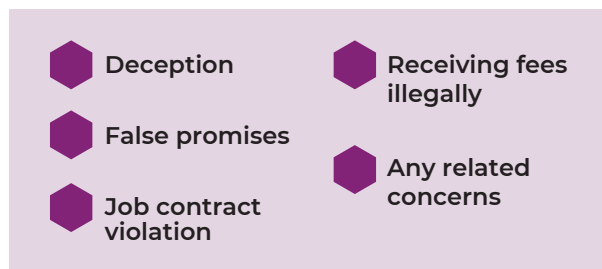 Deception
False promises
Job contract
violation
Receiving fees
illegally
Any related
concerns